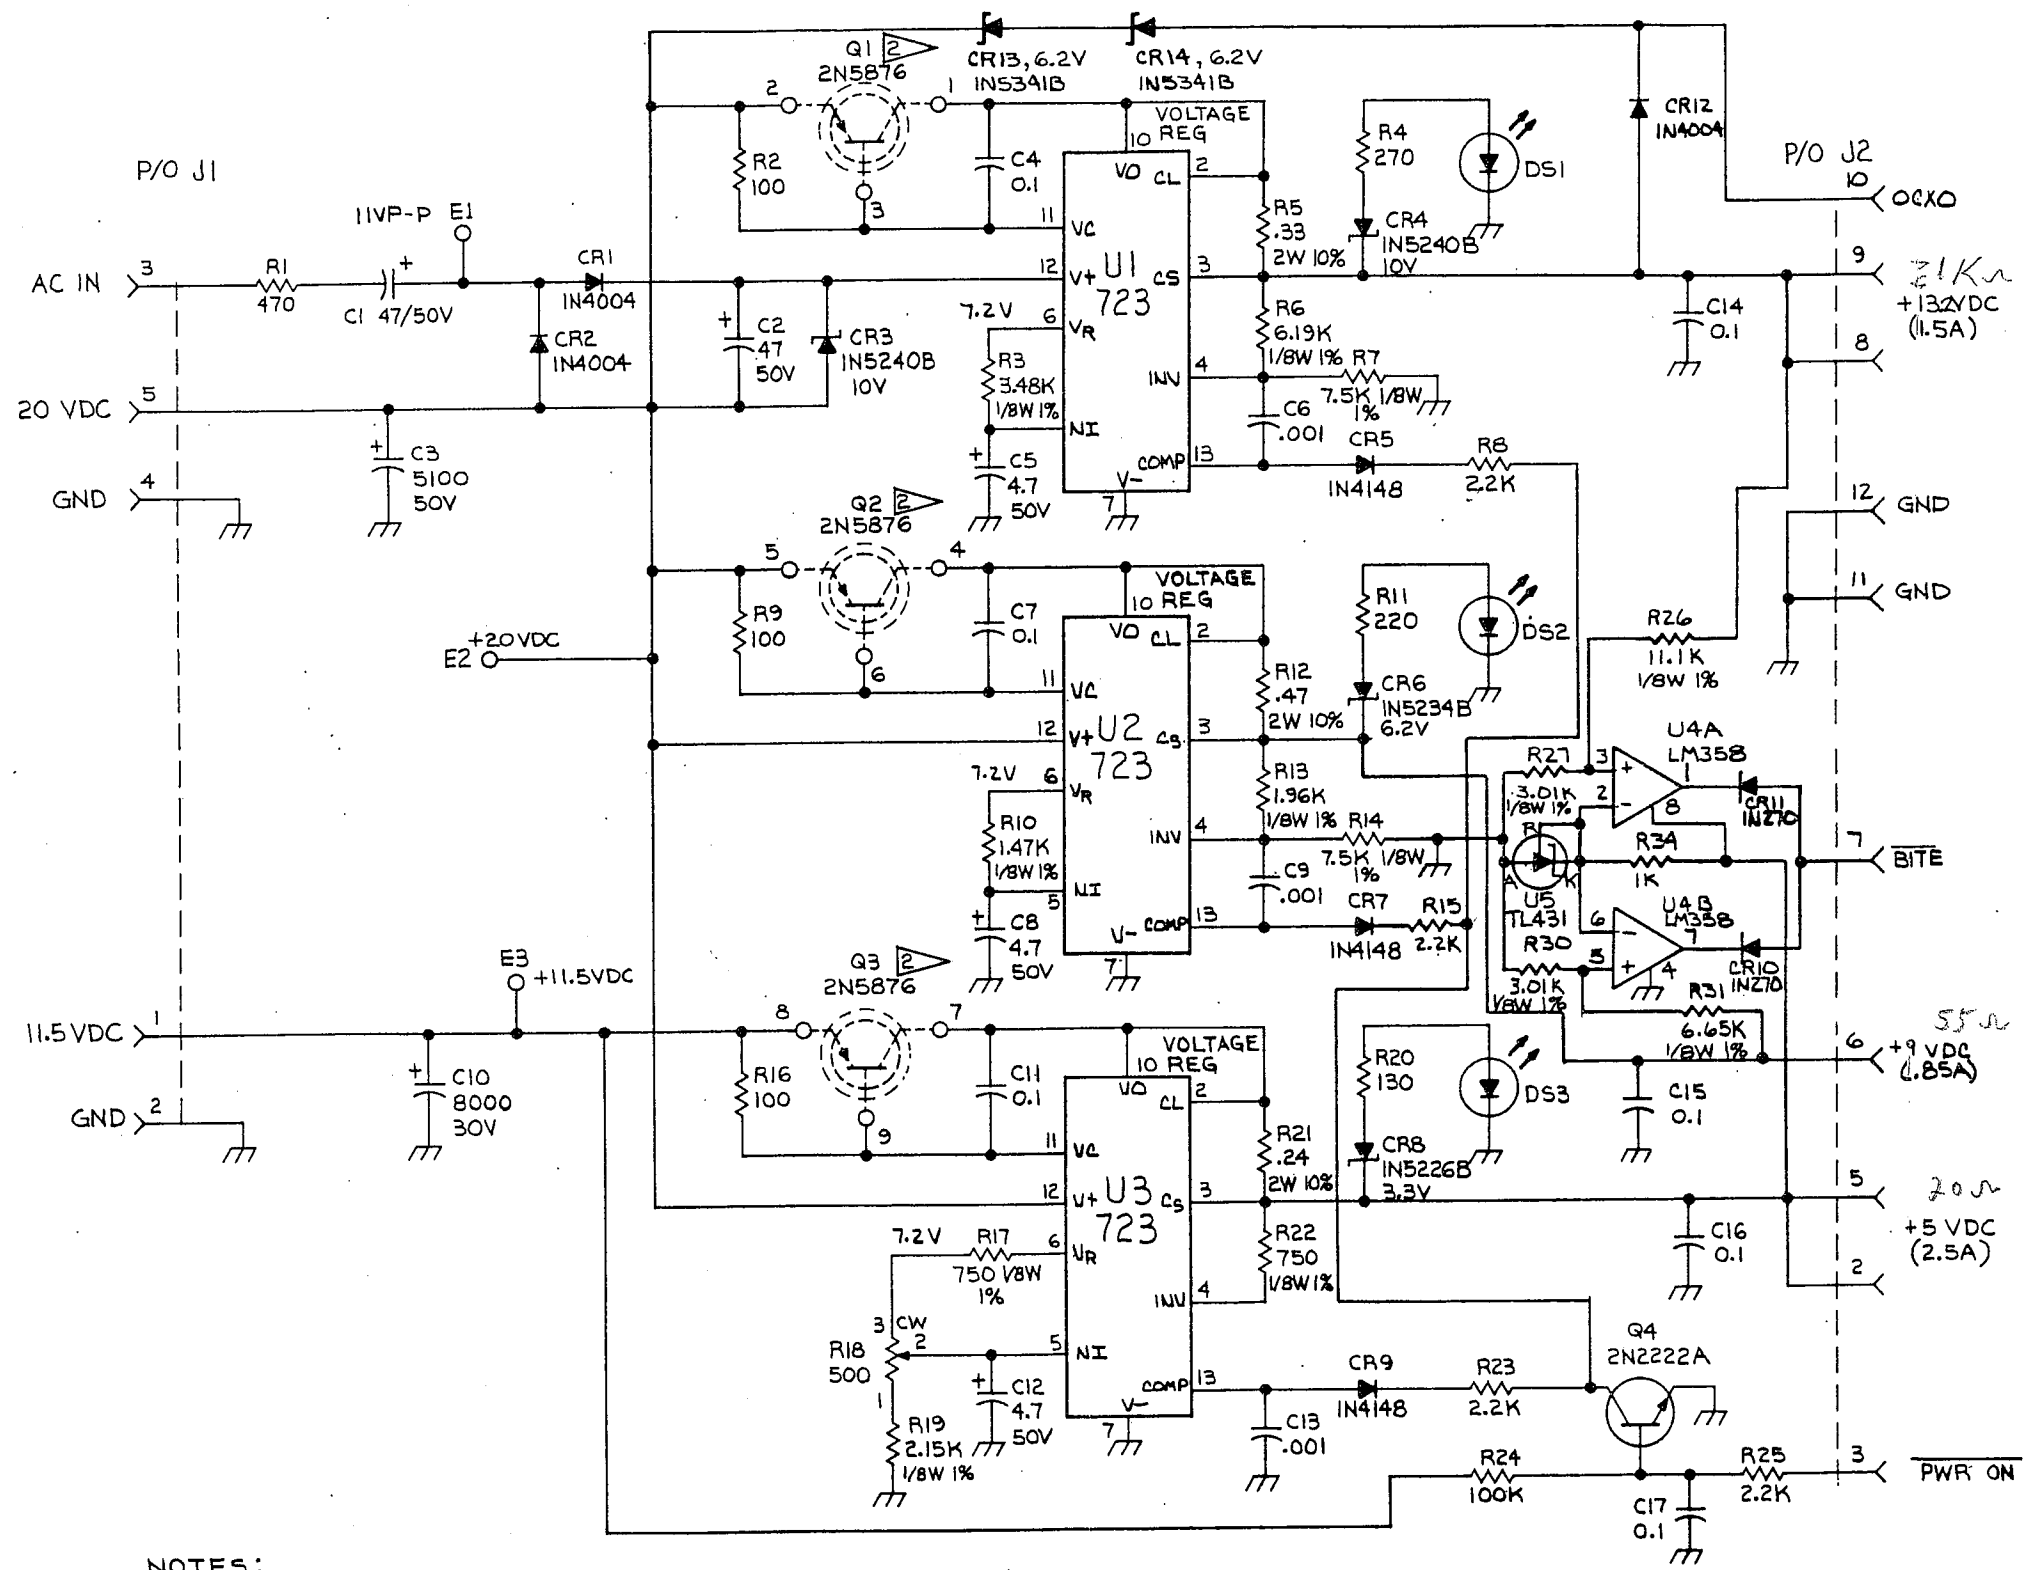 Q1 2
2N5876
CR13, 6.2V
1N5341B
CR14, 6.2V
1N5341B
2
1
VOLTAGE
REG
10
R4
270
DS1
CR12
1N4004
P/O J1
P/O J2
10
OCXO
R2
100
3
C4
0.1
VO
CL
2
11
VC
R5
.33
2W 10%
CR4
1N5240B
10V
11VP-P
E1
AC IN
3
R1
470
C1 47/50V
CR1
1N4004
CR2
1N4004
C2
47
50V
CR3
1N5240B
10V
12
V+
U1
723
CS
3
9
+13.2VDC
(1.5A)
C14
0.1
8
7.2V
6
VR
R3
3.48K
1/8W 1%
R6
6.19K
1/8W 1%
R7
7.5K 1/8W
1%
INV
4
C6
.001
20 VDC
5
NI
C3
5100
50V
C5
4.7
50V
COMP
13
V-
7
CR5
1N4148
R8
2.2K
GND
4
12
GND
11
GND
Q2 2
2N5876
5
4
VOLTAGE
REG
10
R9
100
6
C7
0.1
VO
CL
2
11
VC
R11
220
DS2
R12
.47
2W 10%
CR6
1N5234B
6.2V
R26
11.1K
1/8W 1%
E2
+20VDC
12
V+
U2
723
CS
3
7.2V
6
VR
R10
1.47K
1/8W 1%
R13
1.96K
1/8W 1%
R14
7.5K 1/8W
1%
INV
4
C9
.001
NI
5
C8
4.7
50V
COMP
13
V-
7
CR7
1N4148
R15
2.2K
R27
3.01K
1/8W 1%
3
2
+
-
U4A
LM358
1
8
CR11
1N270
R
A
K
U5
TL431
R34
1K
7
BITE
U4B
LM358
6
5
-
+
7
4
CR10
1N270
R30
3.01K
1/8W 1%
R31
6.65K
1/8W 1%
E3
+11.5VDC
Q3 2
2N5876
11.5VDC
1
8
7
VOLTAGE
REG
10
R16
100
9
C10
8000
30V
C11
0.1
VO
CL
2
11
VC
R20
130
DS3
R21
.24
2W 10%
CR8
1N5226B
3.3V
C15
0.1
6
55Ω
+9 VDC
(.85A)
GND
2
12
V+
U3
723
CS
3
5
20Ω
+5 VDC
(2.5A)
C16
0.1
2
7.2V
R17
750 1/8W
1%
6
VR
R22
750
1/8W 1%
INV
4
3 CW
2
1
R18
500
5
NI
C12
4.7
50V
R19
2.15K
1/8W 1%
COMP
13
V-
7
C13
.001
CR9
1N4148
R23
2.2K
Q4
2N2222A
R24
100K
C17
0.1
R25
2.2K
3
PWR ON
NOTES: